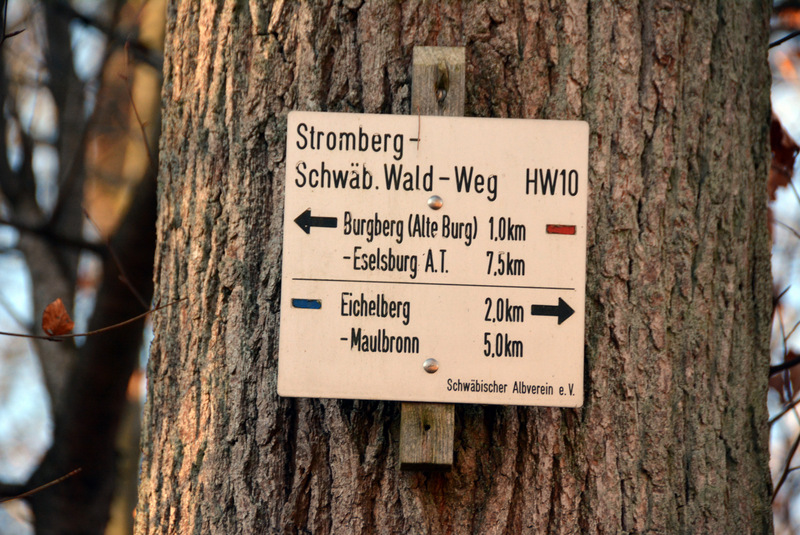 Stromberg-
Schwäb. Wald-Weg HW10
Burgberg (Alte Burg) 1,0km
-Eselsburg A.T. 7,5km
Eichelberg 2,0km
-Maulbronn 5,0km
Schwäbischer Albverein e.V.